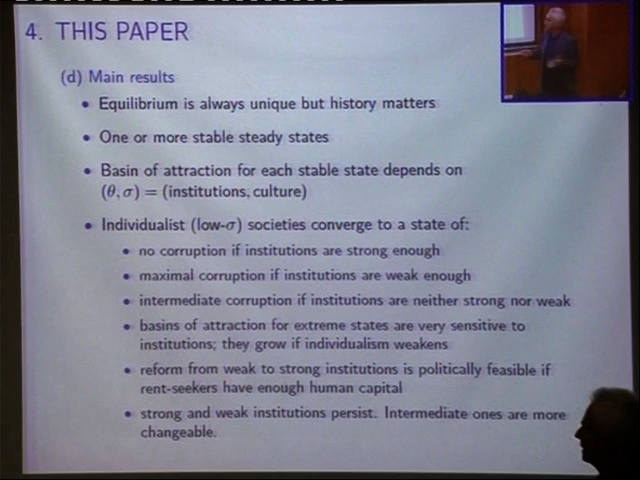 4. THIS PAPER
(d) Main results
• Equilibrium is always unique but history matters
• One or more stable steady states
• Basin of attraction for each stable state depends on
(θ, σ) = (institutions, culture)
• Individualist (low-σ) societies converge to a state of:
• no corruption if institutions are strong enough
• maximal corruption if institutions are weak enough
• intermediate corruption if institutions are neither strong nor weak
• basins of attraction for extreme states are very sensitive to
institutions; they grow if individualism weakens
• reform from weak to strong institutions is politically feasible if
rent-seekers have enough human capital
• strong and weak institutions persist. Intermediate ones are more
changeable.